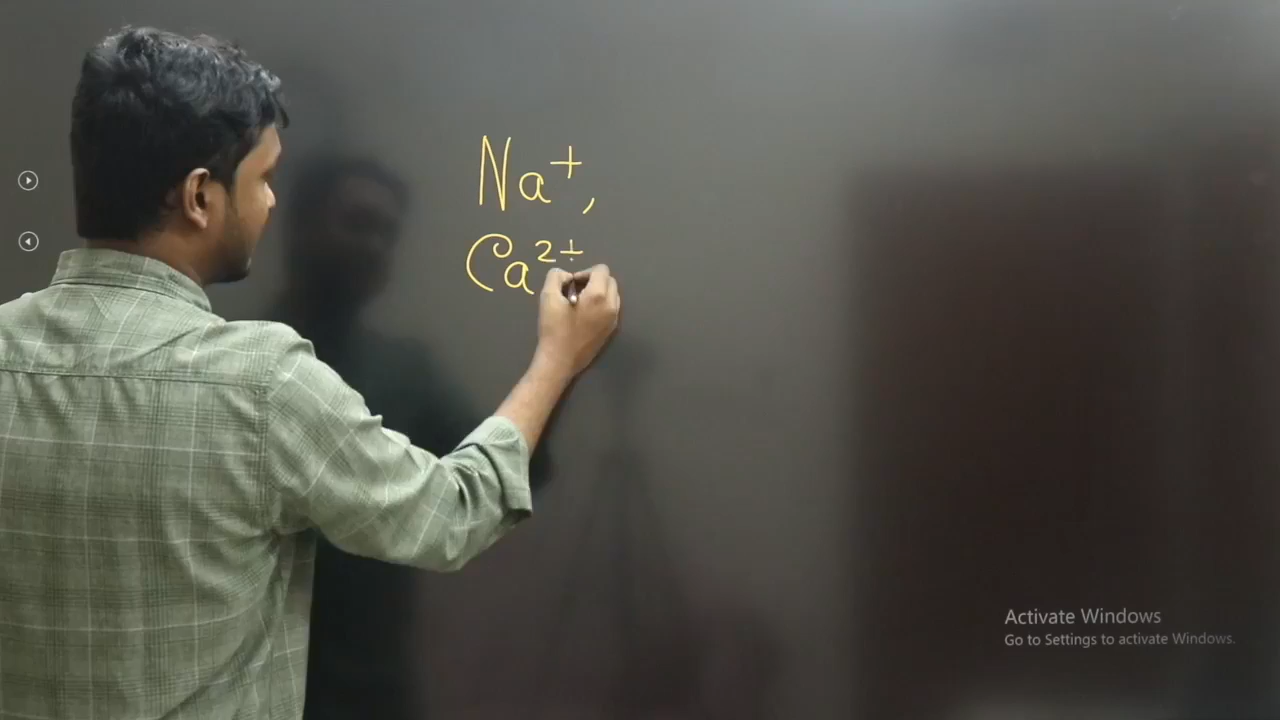 Na⁺,
Ca²⁺
Activate Windows
Go to Settings to activate Windows.